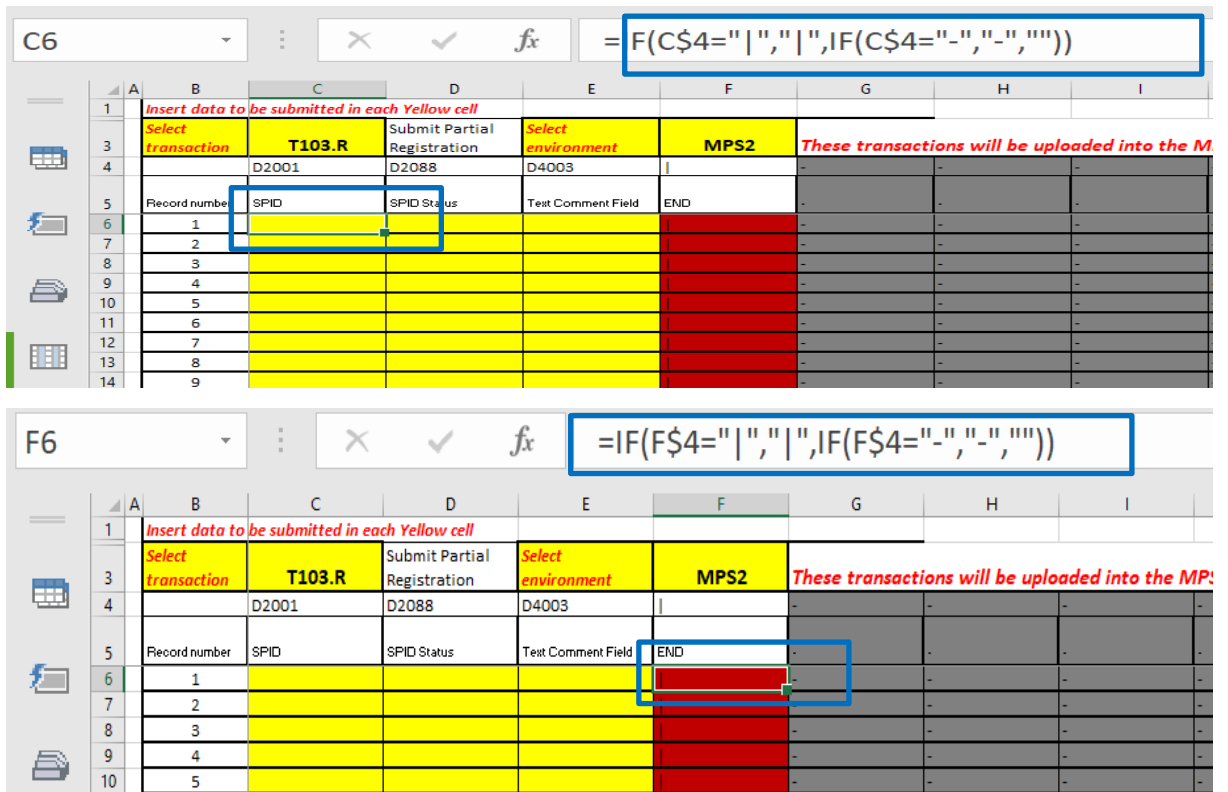 C6 fx = F(C$4="|","|",IF(C$4="-","-",""))
A B C D E F G H I
1 Insert data to be submitted in each Yellow cell
Select Submit Partial Select
3 transaction T103.R Registration environment MPS2 These transactions will be uploaded into the M
4 D2001 D2088 D4003 | - - -
5 Record number SPID SPID Status Text Comment Field END - - -
6 1 | - - -
7 2 | - - -
8 3 | - - -
9 4 | - - -
10 5 | - - -
11 6 | - - -
12 7 | - - -
13 8 | - - -
14 9 | - - -
F6 fx =IF(F$4="|","|",IF(F$4="-","-",""))
A B C D E F G H I
1 Insert data to be submitted in each Yellow cell
Select Submit Partial Select
3 transaction T103.R Registration environment MPS2 These transactions will be uploaded into the MPS
4 D2001 D2088 D4003 | - - - -
5 Record number SPID SPID Status Text Comment Field END - - - -
6 1 | - - - -
7 2 | - - - -
8 3 | - - - -
9 4 | - - - -
10 5 | - - - -